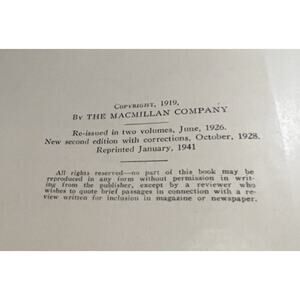 COPYRIGHT, 1919,
BY THE MACMILLAN COMPANY
Re-issued in two volumes, June, 1926.
New second edition with corrections, October, 1928.
Reprinted January, 1941
All rights reserved—no part of this book may be
reproduced in any form without permission in writ-
ing from the publisher, except by a reviewer who
wishes to quote brief passages in connection with a re-
view written for inclusion in magazine or newspaper.